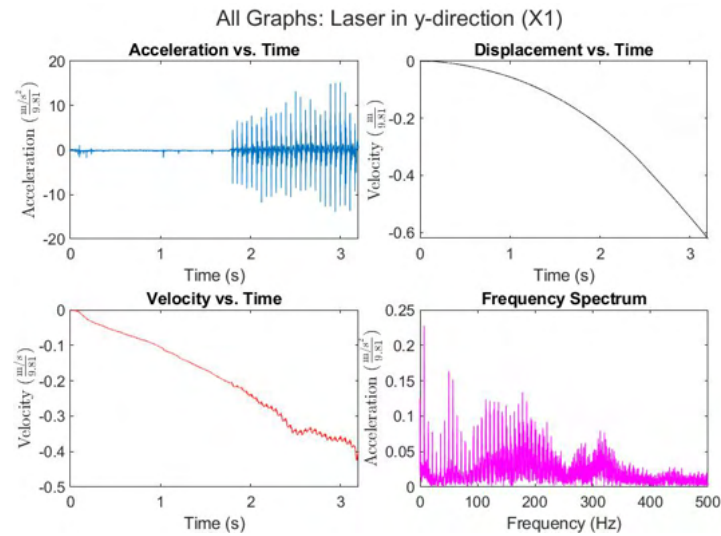 All Graphs: Laser in y-direction (X1)
Acceleration vs. Time
Acceleration (m/s²/9.81)
20
10
0
-10
-20
0 1 2 3
Time (s)
Displacement vs. Time
Velocity (m/9.81)
0
-0.2
-0.4
-0.6
0 1 2 3
Time (s)
Velocity vs. Time
Velocity (m/s/9.81)
0
-0.1
-0.2
-0.3
-0.4
-0.5
0 1 2 3
Time (s)
Frequency Spectrum
Acceleration (m/s²/9.81)
0.25
0.2
0.15
0.1
0.05
0
0 100 200 300 400 500
Frequency (Hz)